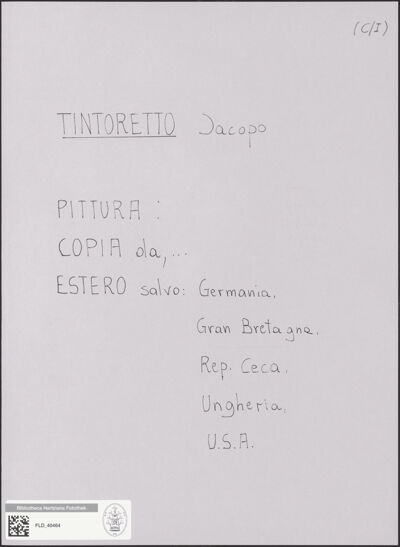 (C/I)
TINTORETTO Jacopo
PITTURA :
COPIA da,...
ESTERO salvo: Germania,
Gran Bretagna,
Rep. Ceca,
Ungheria,
U.S.A.
Bibliotheca Hertziana Fotothek
FLD_40464